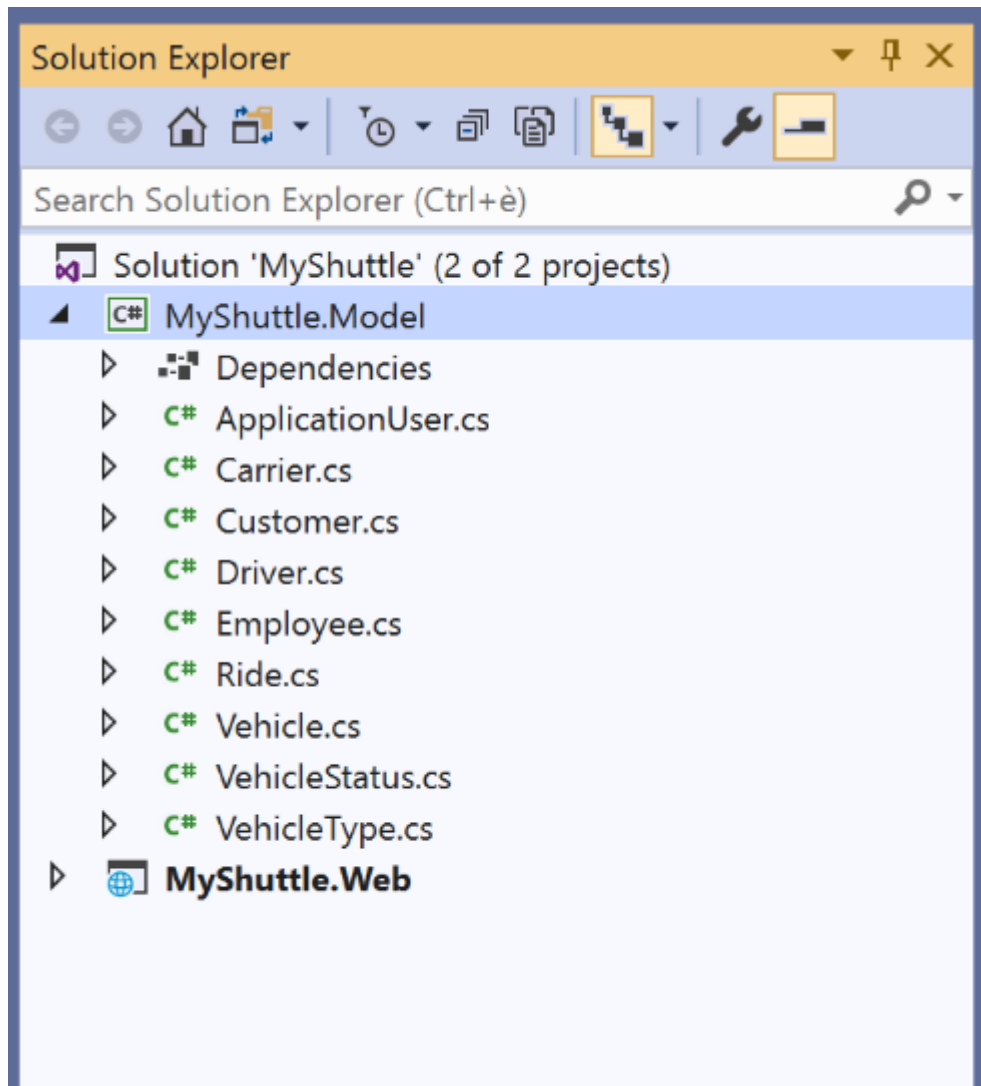 Solution Explorer
Search Solution Explorer (Ctrl+è)
Solution 'MyShuttle' (2 of 2 projects)
C# MyShuttle.Model
Dependencies
C# ApplicationUser.cs
C# Carrier.cs
C# Customer.cs
C# Driver.cs
C# Employee.cs
C# Ride.cs
C# Vehicle.cs
C# VehicleStatus.cs
C# VehicleType.cs
MyShuttle.Web